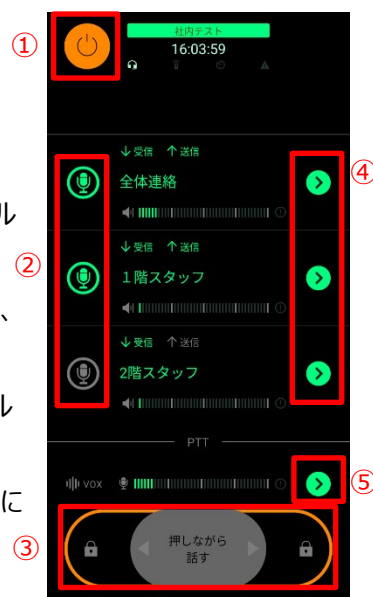 ①
社内テスト
16:03:59
↓受信 ↑送信
④
全体連絡
ル
↓受信 ↑送信
②
1階スタッフ
、
↓受信 ↑送信
2階スタッフ
ル
PTT
VOX
⑤
に
③
押しながら
話す